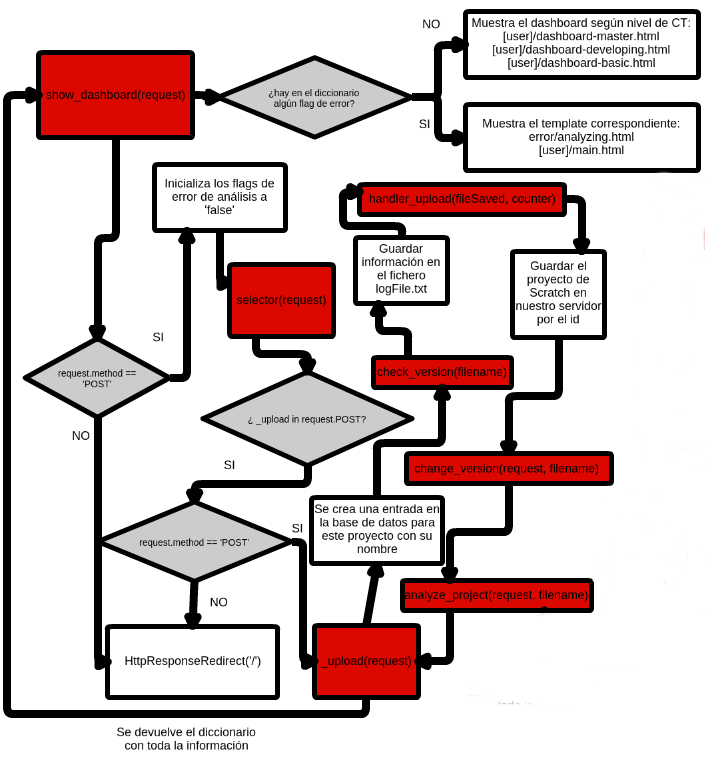 NO
Muestra el dashboard según nivel de CT:
[user]/dashboard-master.html
[user]/dashboard-developing.html
[user]/dashboard-basic.html
show_dashboard(request)
¿hay en el diccionario
algún flag de error?
SI
Muestra el template correspondiente:
error/analyzing.html
[user]/main.html
Inicializa los flags de
error de análisis a
'false'
handler_upload(fileSaved, counter)
Guardar
información en
el fichero
logFile.txt
Guardar el
proyecto de
Scratch en
nuestro servidor
por el id
selector(request)
SI
request.method ==
'POST'
check_version(filename)
¿ _upload in request.POST?
NO
SI
change_version(request, filename)
Se crea una entrada en
la base de datos para
este proyecto con su
nombre
SI
request.method == 'POST'
analyze_project(request, filename)
NO
HttpResponseRedirect('/')
_upload(request)
Se devuelve el diccionario
con toda la información